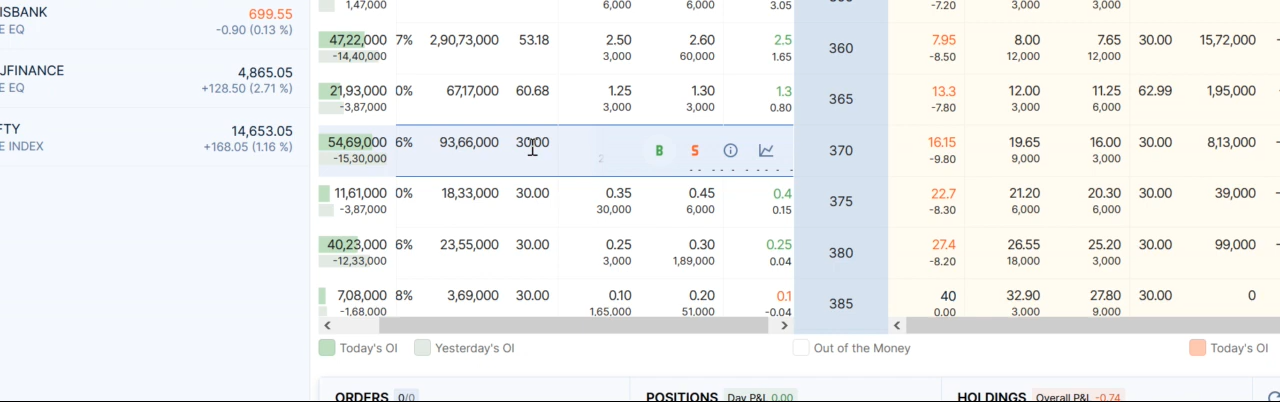 1,47,000 6,000 6,000 3.05 -7.20 3,000 3,000
ISBANK 699.55
E EQ -0.90 (0.13 %)
47,22,000 7% 2,90,73,000 53.18 2.50 2.60 2.5 360 7.95 8.00 7.65 30.00 15,72,000
-14,40,000 3,000 60,000 1.65 -8.50 12,000 12,000
JFINANCE 4,865.05
E EQ +128.50 (2.71 %)
21,93,000 0% 67,17,000 60.68 1.25 1.30 1.3 365 13.3 12.00 11.25 62.99 1,95,000
-3,87,000 3,000 3,000 0.80 -7.80 3,000 6,000
FTY 14,653.05
E INDEX +168.05 (1.16 %)
54,69,000 6% 93,66,000 30.00 B S 370 16.15 19.65 16.00 30.00 8,13,000
-15,30,000 2 -9.80 9,000 3,000
11,61,000 0% 18,33,000 30.00 0.35 0.45 0.4 375 22.7 21.20 20.30 30.00 39,000 -
-3,87,000 30,000 6,000 0.15 -8.30 6,000 6,000
40,23,000 6% 23,55,000 30.00 0.25 0.30 0.25 380 27.4 26.55 25.20 30.00 99,000 -
-12,33,000 3,000 1,89,000 0.04 -8.20 18,000 3,000
7,08,000 8% 3,69,000 30.00 0.10 0.20 0.1 385 40 32.90 27.80 30.00 0
-1,68,000 1,65,000 51,000 -0.04 0.00 3,000 9,000
Today's OI Yesterday's OI Out of the Money Today's OI
ORDERS 0/0 POSITIONS Day P&L 0.00 HOLDINGS Overall P&L -0.74